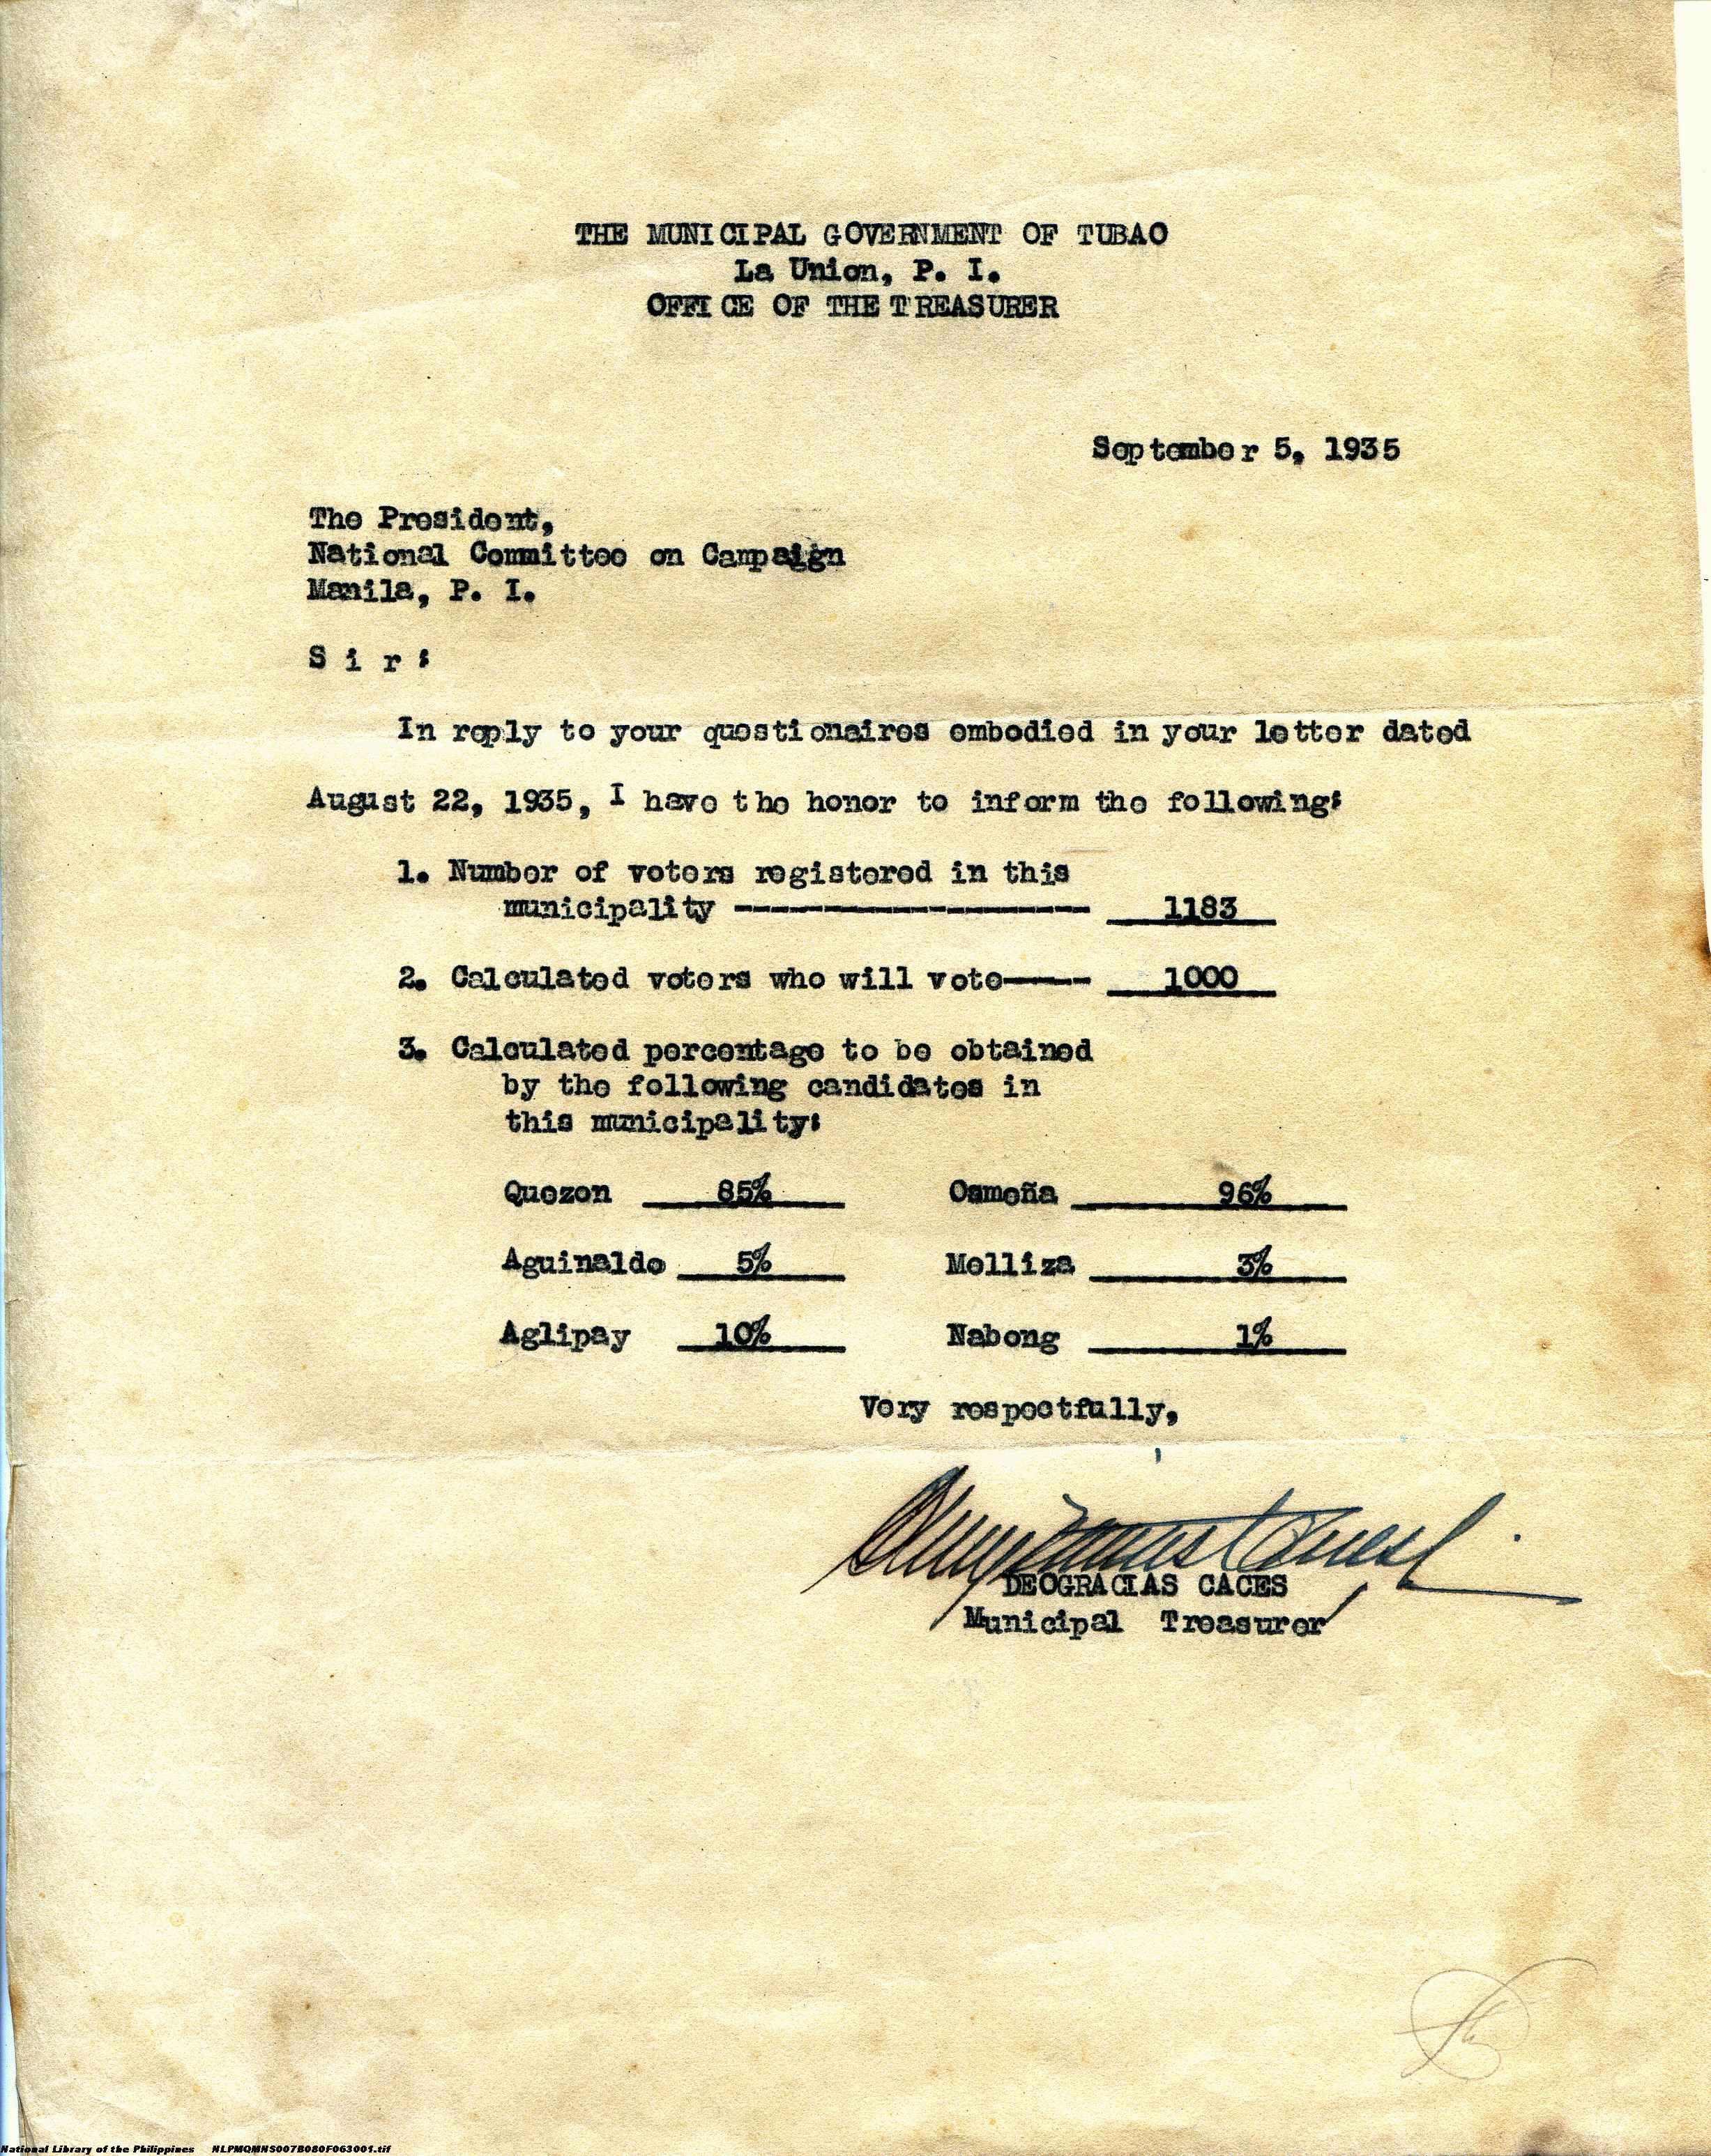 THE MUNICIPAL GOVERNMENT OF TUBAO
La Union, P. I.
OFFICE OF THE TREASURER
September 5, 1935
The President,
National Committee on Campaign
Manila, P. I.
S i r :
In reply to your questionaires embodied in your letter dated
August 22, 1935, I have the honor to inform the following:
1. Number of voters registered in this
municipality -------------------- 1183
2. Calculated voters who will vote----- 1000
3. Calculated percentage to be obtained
by the following candidates in
this municipality:
Quezon 85% Osmeña 96%
Aguinaldo 5% Melliza 3%
Aglipay 10% Nabong 1%
Very respectfully,
DEOGRACIAS CACES
Municipal Treasurer
National Library of the Philippines NLPMQMNS007B080F063001.tif